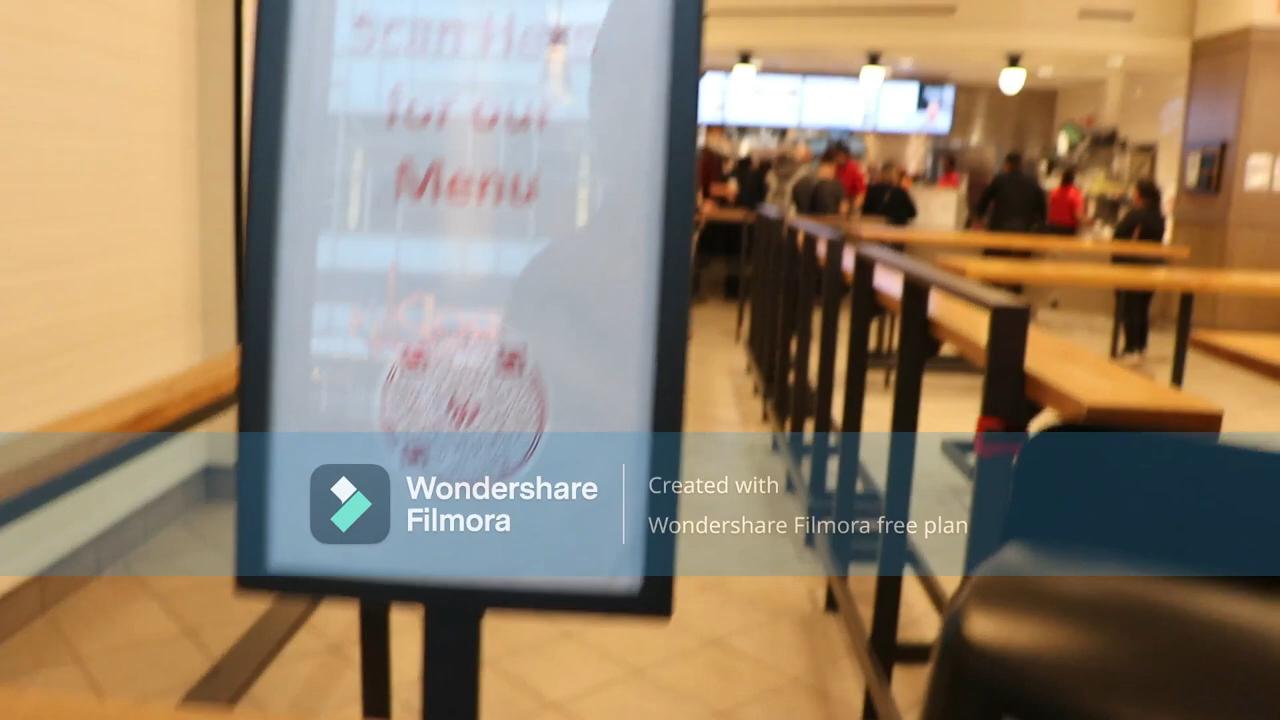 Scan Here
for our
Menu
Wondershare
Filmora
Created with
Wondershare Filmora free plan